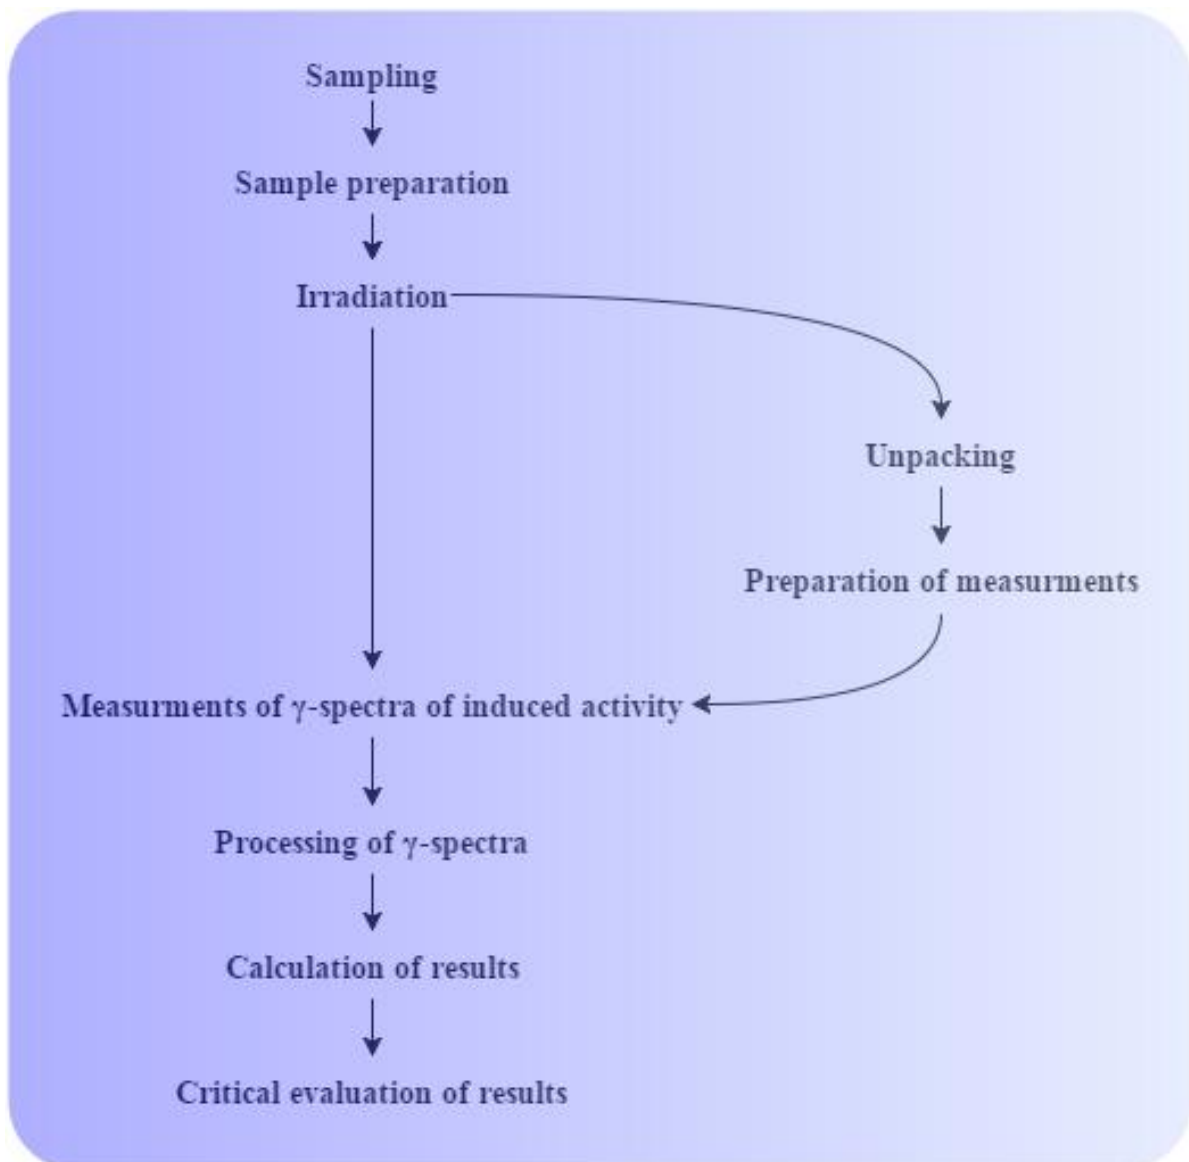 Sampling
Sample preparation
Irradiation
Unpacking
Preparation of measurments
Measurments of γ-spectra of induced activity
Processing of γ-spectra
Calculation of results
Critical evaluation of results